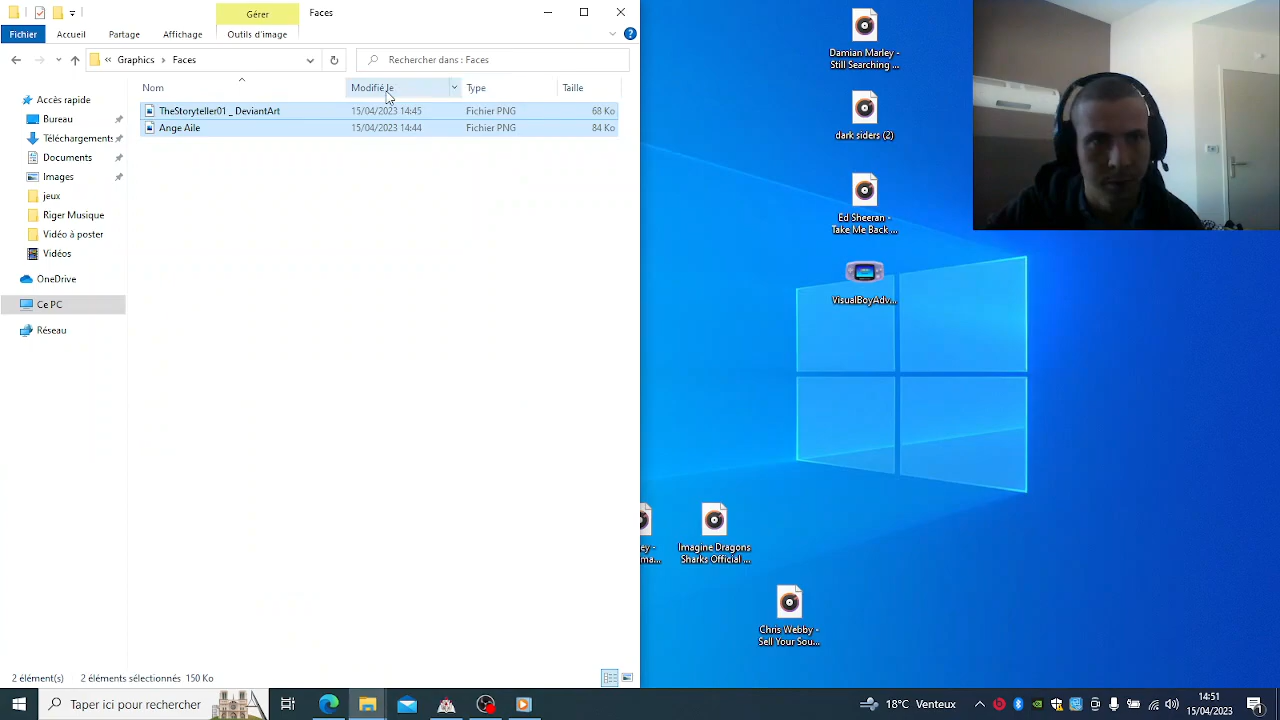 Gérer
Faces
Fichier
Accueil
Partage
Affichage
Outils d'image
Graphics
Faces
Rechercher dans : Faces
Nom
Modifié le
Type
Taille
TheStoryteller01 _ DeviantArt
15/04/2023 14:45
Fichier PNG
68 Ko
Ange Aile
15/04/2023 14:44
Fichier PNG
84 Ko
Accès rapide
Bureau
Téléchargements
Documents
Images
jeux
Riger Musique
Vidéo à poster
Vidéos
OneDrive
Ce PC
Réseau
2 élément(s)
2 éléments sélectionnés 150 Ko
Damian Marley -
Still Searching ...
dark siders (2)
Ed Sheeran -
Take Me Back ...
VisualBoyAdv...
ey -
ma...
Imagine Dragons
Sharks Official ...
Chris Webby -
Sell Your Sou...
Taper ici pour rechercher
18°C Venteux
14:51
15/04/2023
1